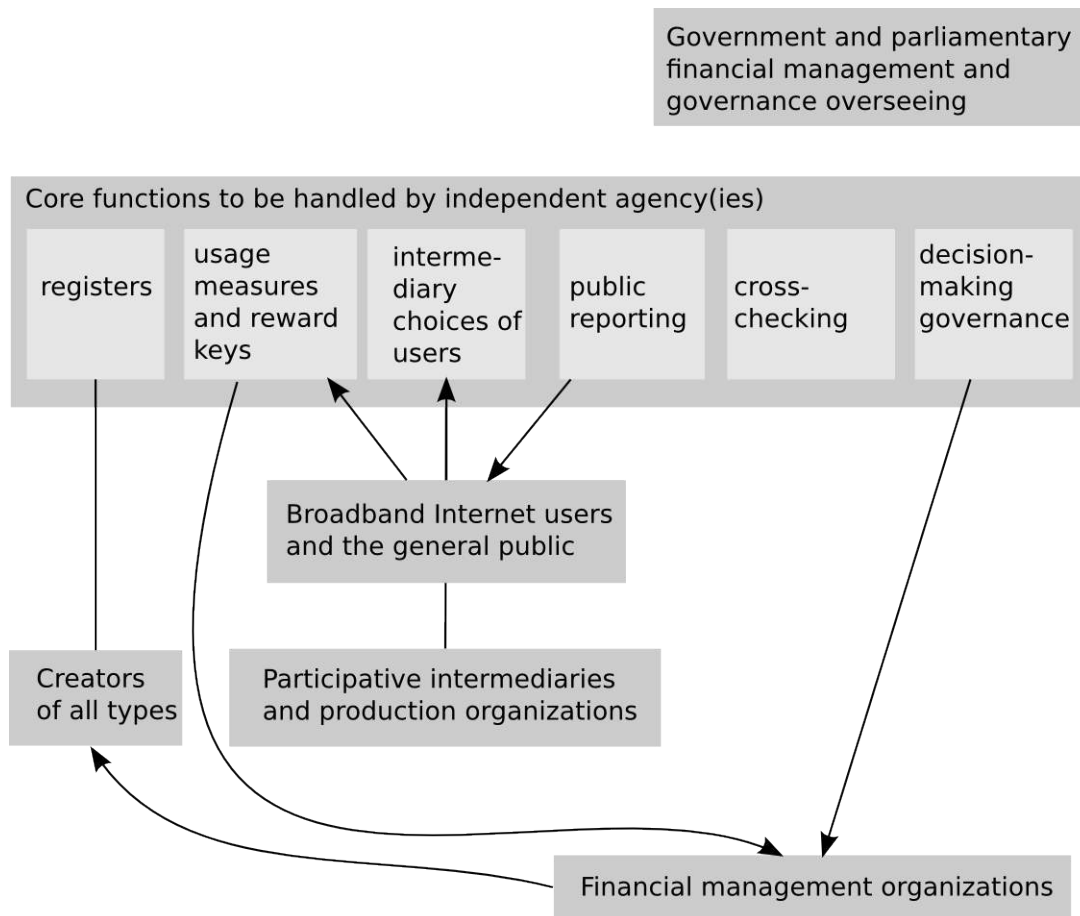 Government and parliamentary
financial management and
governance overseeing
Core functions to be handled by independent agency(ies)
registers
usage
measures
and reward
keys
interme-
diary
choices of
users
public
reporting
cross-
checking
decision-
making
governance
Broadband Internet users
and the general public
Creators
of all types
Participative intermediaries
and production organizations
Financial management organizations